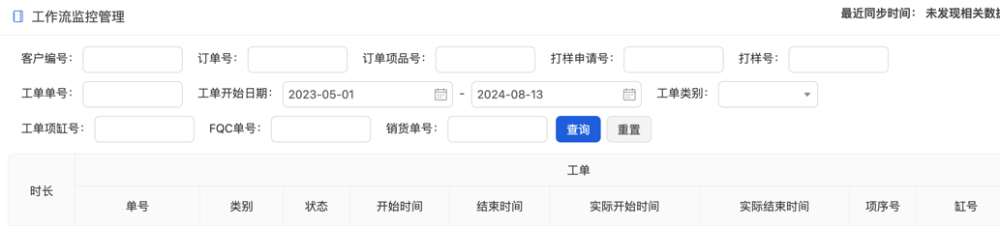 工作流监控管理 最近同步时间： 未发现相关数
客户编号： 订单号： 订单项品号： 打样申请号： 打样号：
工单单号： 工单开始日期： 2023-05-01 - 2024-08-13 工单类别：
工单项缸号： FQC单号： 销货单号： 查询 重置
时长 工单
单号 类别 状态 开始时间 结束时间 实际开始时间 实际结束时间 项序号 缸号